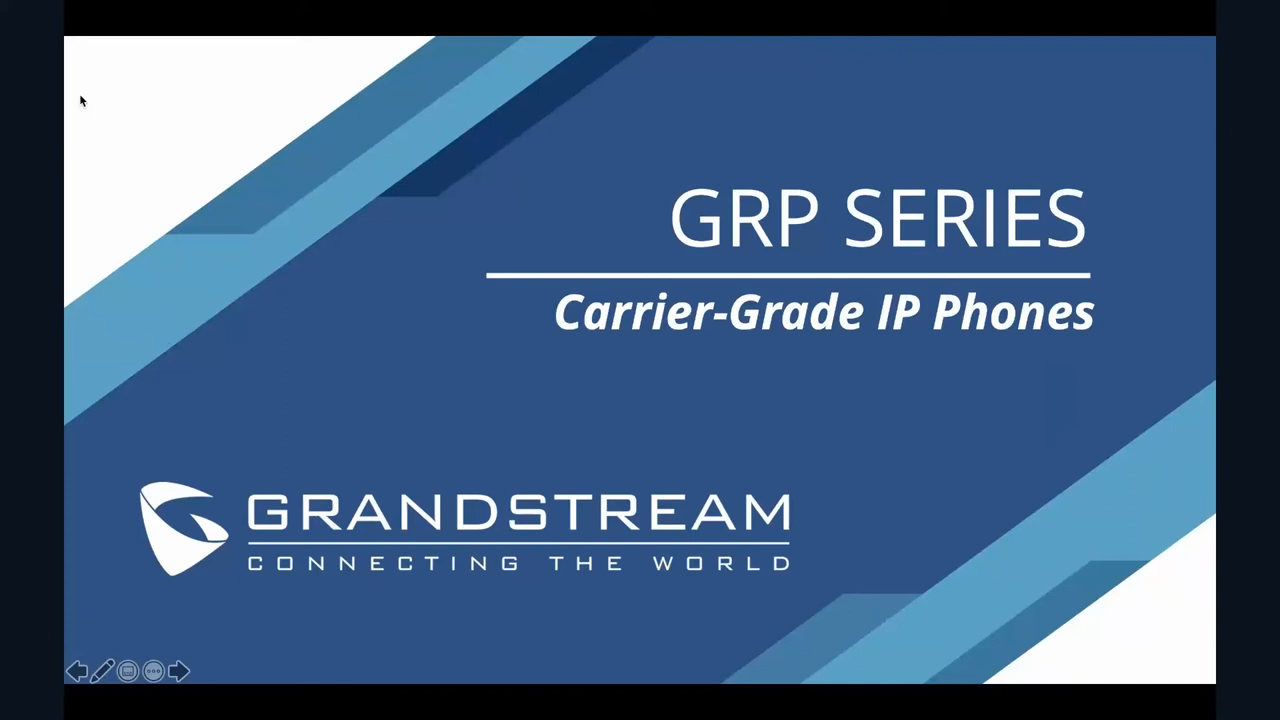 GRP SERIES
Carrier-Grade IP Phones
GRANDSTREAM
CONNECTING THE WORLD